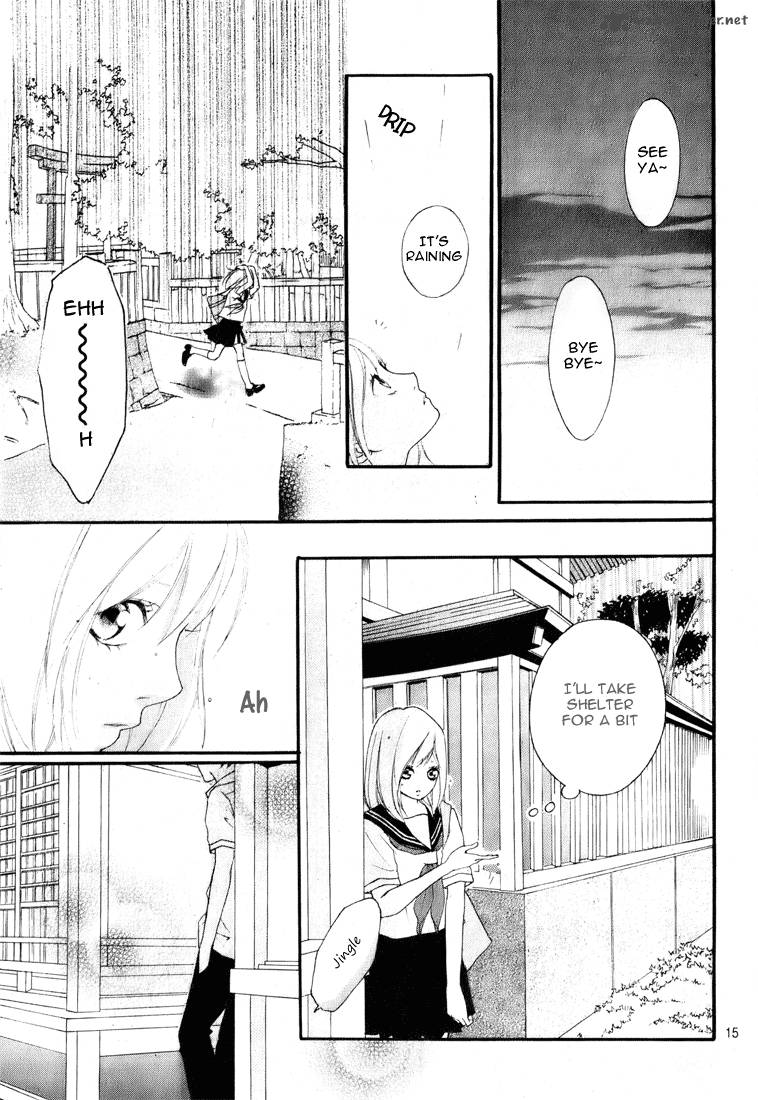 SEE
YA~
BYE
BYE~
DRIP
IT'S
RAINING
EHH
H
I'LL TAKE
SHELTER
FOR A BIT
Jingle
Ah
15